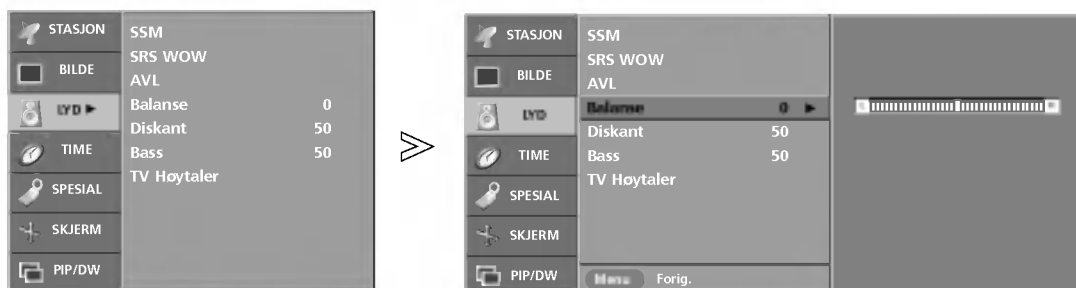 STASJON
BILDE
LYD ►
TIME
SPESIAL
SKJERM
PIP/DW
SSM
SRS WOW
AVL
Balanse 0
Diskant 50
Bass 50
TV Høytaler
STASJON
BILDE
LYD
TIME
SPESIAL
SKJERM
PIP/DW
SSM
SRS WOW
AVL
Balanse 0 ►
Diskant 50
Bass 50
TV Høytaler
Menu Forig.